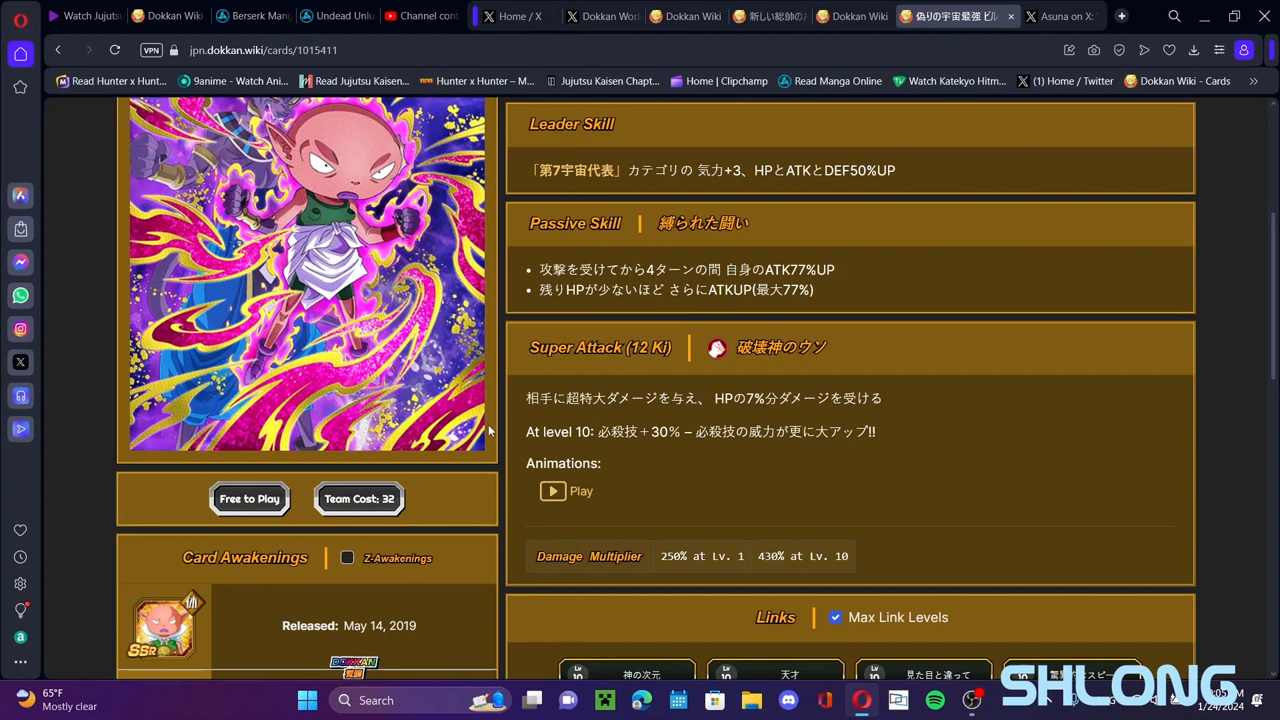 Watch Jujutsu
Dokkan Wiki
Berserk Mang
Undead Unlu
Channel cont
Home / X
Dokkan Wor
Dokkan Wiki
新しい総帥の
Dokkan Wiki
偽りの宇宙最強 ビル
Asuna on X:
VPN
jpn.dokkan.wiki/cards/1015411
Read Hunter x Hunt...
9anime - Watch Ani...
Read Jujutsu Kaisen...
Hunter x Hunter – M...
Jujutsu Kaisen Chapt...
Home | Clipchamp
Read Manga Online
Watch Katekyo Hitm...
(1) Home / Twitter
Dokkan Wiki - Cards
Leader Skill
「第7宇宙代表」カテゴリの 気力+3、HPとATKとDEF50%UP
Passive Skill
縛られた闘い
攻撃を受けてから4ターンの間 自身のATK77%UP
残りHPが少ないほど さらにATKUP(最大77%)
Super Attack (12 Ki)
破壊神のウソ
相手に超特大ダメージを与え、 HPの7%分ダメージを受ける
At level 10: 必殺技＋30% – 必殺技の威力が更に大アップ!!
Animations:
Play
Damage Multiplier
250% at Lv. 1
430% at Lv. 10
Free to Play
Team Cost: 32
Card Awakenings
Z-Awakenings
SSR
Released: May 14, 2019
DOKKAN
覚醒
Links
Max Link Levels
Lv 10
神の次元
Lv 10
天才
Lv 10
見た目と違って
Lv 10
SHLONG
65°F
Mostly clear
Search
1/24/2024